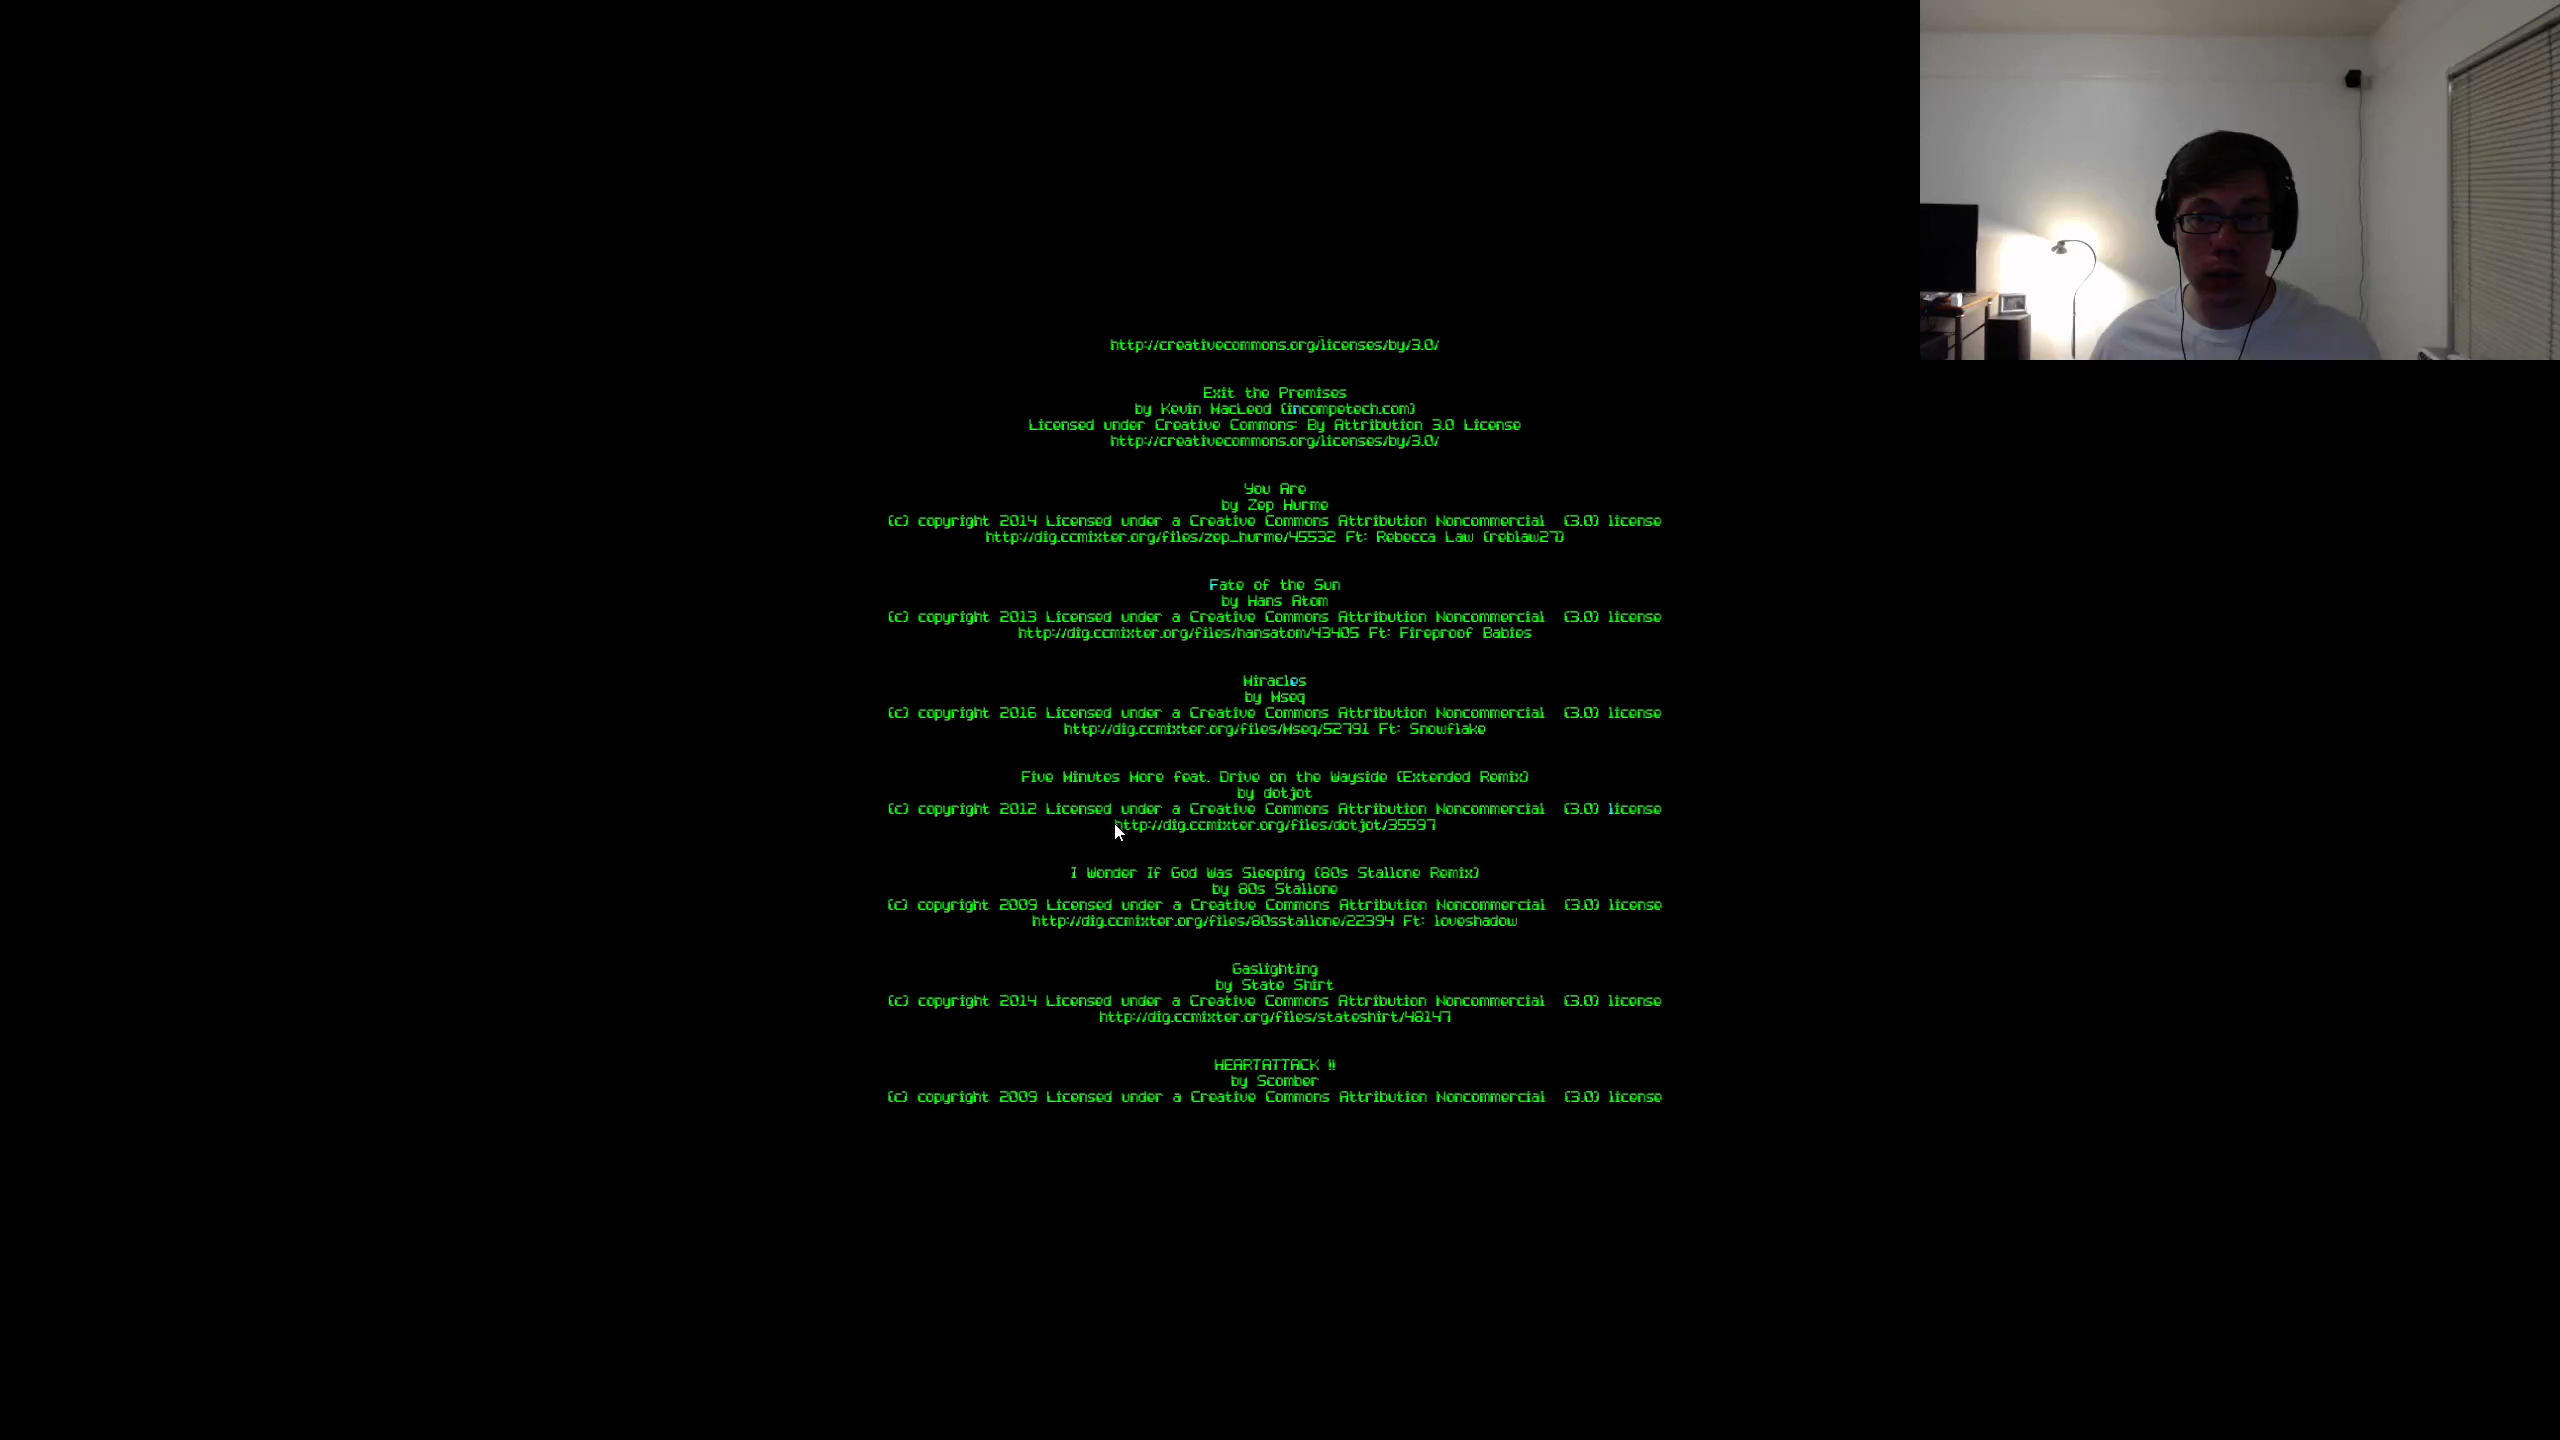 http://creativecommons.org/licenses/by/3.0/
Exit the Premises
by Kevin MacLeod (incompetech.com)
Licensed under Creative Commons: By Attribution 3.0 License
http://creativecommons.org/licenses/by/3.0/
You Are
by Zep Hurme
(c) copyright 2014 Licensed under a Creative Commons Attribution Noncommercial  (3.0) license
http://dig.ccmixter.org/files/zep_hurme/45532 Ft: Rebecca Law (reblaw27)
Fate of the Sun
by Hans Atom
(c) copyright 2013 Licensed under a Creative Commons Attribution Noncommercial  (3.0) license
http://dig.ccmixter.org/files/hansatom/43405 Ft: Fireproof Babies
Miracles
by Mseq
(c) copyright 2016 Licensed under a Creative Commons Attribution Noncommercial  (3.0) license
http://dig.ccmixter.org/files/Mseq/52791 Ft: Snowflake
Five Minutes More feat. Drive on the Wayside (Extended Remix)
by dotjot
(c) copyright 2012 Licensed under a Creative Commons Attribution Noncommercial  (3.0) license
http://dig.ccmixter.org/files/dotjot/35597
I Wonder If God Was Sleeping (80s Stallone Remix)
by 80s Stallone
(c) copyright 2009 Licensed under a Creative Commons Attribution Noncommercial  (3.0) license
http://dig.ccmixter.org/files/80sstallone/22394 Ft: loveshadow
Gaslighting
by State Shirt
(c) copyright 2014 Licensed under a Creative Commons Attribution Noncommercial  (3.0) license
http://dig.ccmixter.org/files/stateshirt/48147
HEARTATTACK !!
by Scomber
(c) copyright 2009 Licensed under a Creative Commons Attribution Noncommercial  (3.0) license